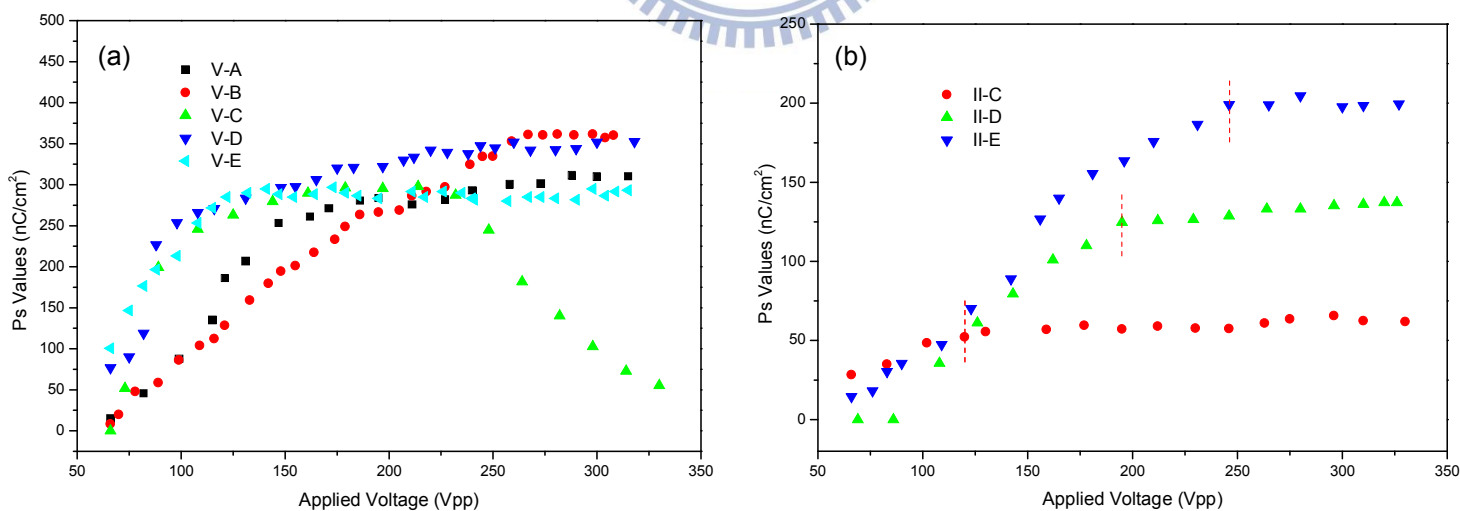 (a)
V-A
V-B
V-C
V-D
V-E
500
450
400
350
300
250
200
150
100
50
0
Ps Values (nC/cm²)
50 100 150 200 250 300 350
Applied Voltage (Vpp)
(b)
II-C
II-D
II-E
250
200
150
100
50
0
Ps Values (nC/cm²)
50 100 150 200 250 300 350
Applied Voltage (Vpp)